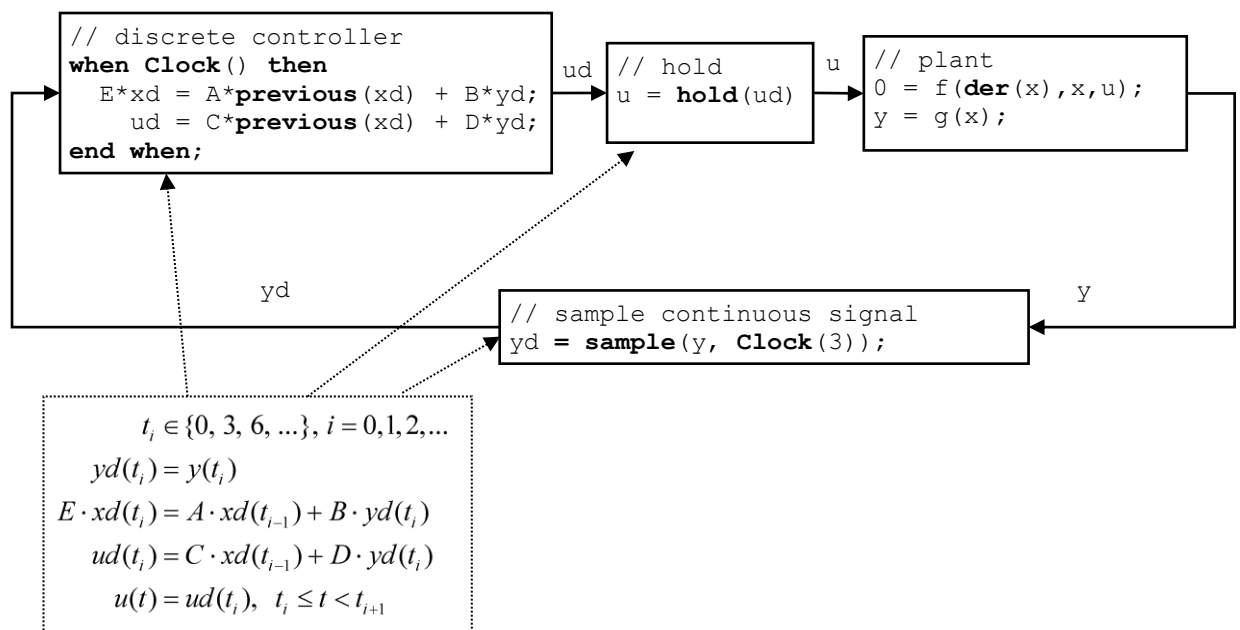 // discrete controller
when Clock() then
E*xd = A*previous(xd) + B*yd;
ud = C*previous(xd) + D*yd;
end when;
ud
// hold
u = hold(ud)
u
// plant
0 = f(der(x),x,u);
y = g(x);
yd
// sample continuous signal
yd = sample(y, Clock(3));
y
t_i ∈ {0, 3, 6, ...}, i = 0,1,2,...
yd(t_i) = y(t_i)
E · xd(t_i) = A · xd(t_{i−1}) + B · yd(t_i)
ud(t_i) = C · xd(t_{i−1}) + D · yd(t_i)
u(t) = ud(t_i), t_i ≤ t < t_{i+1}